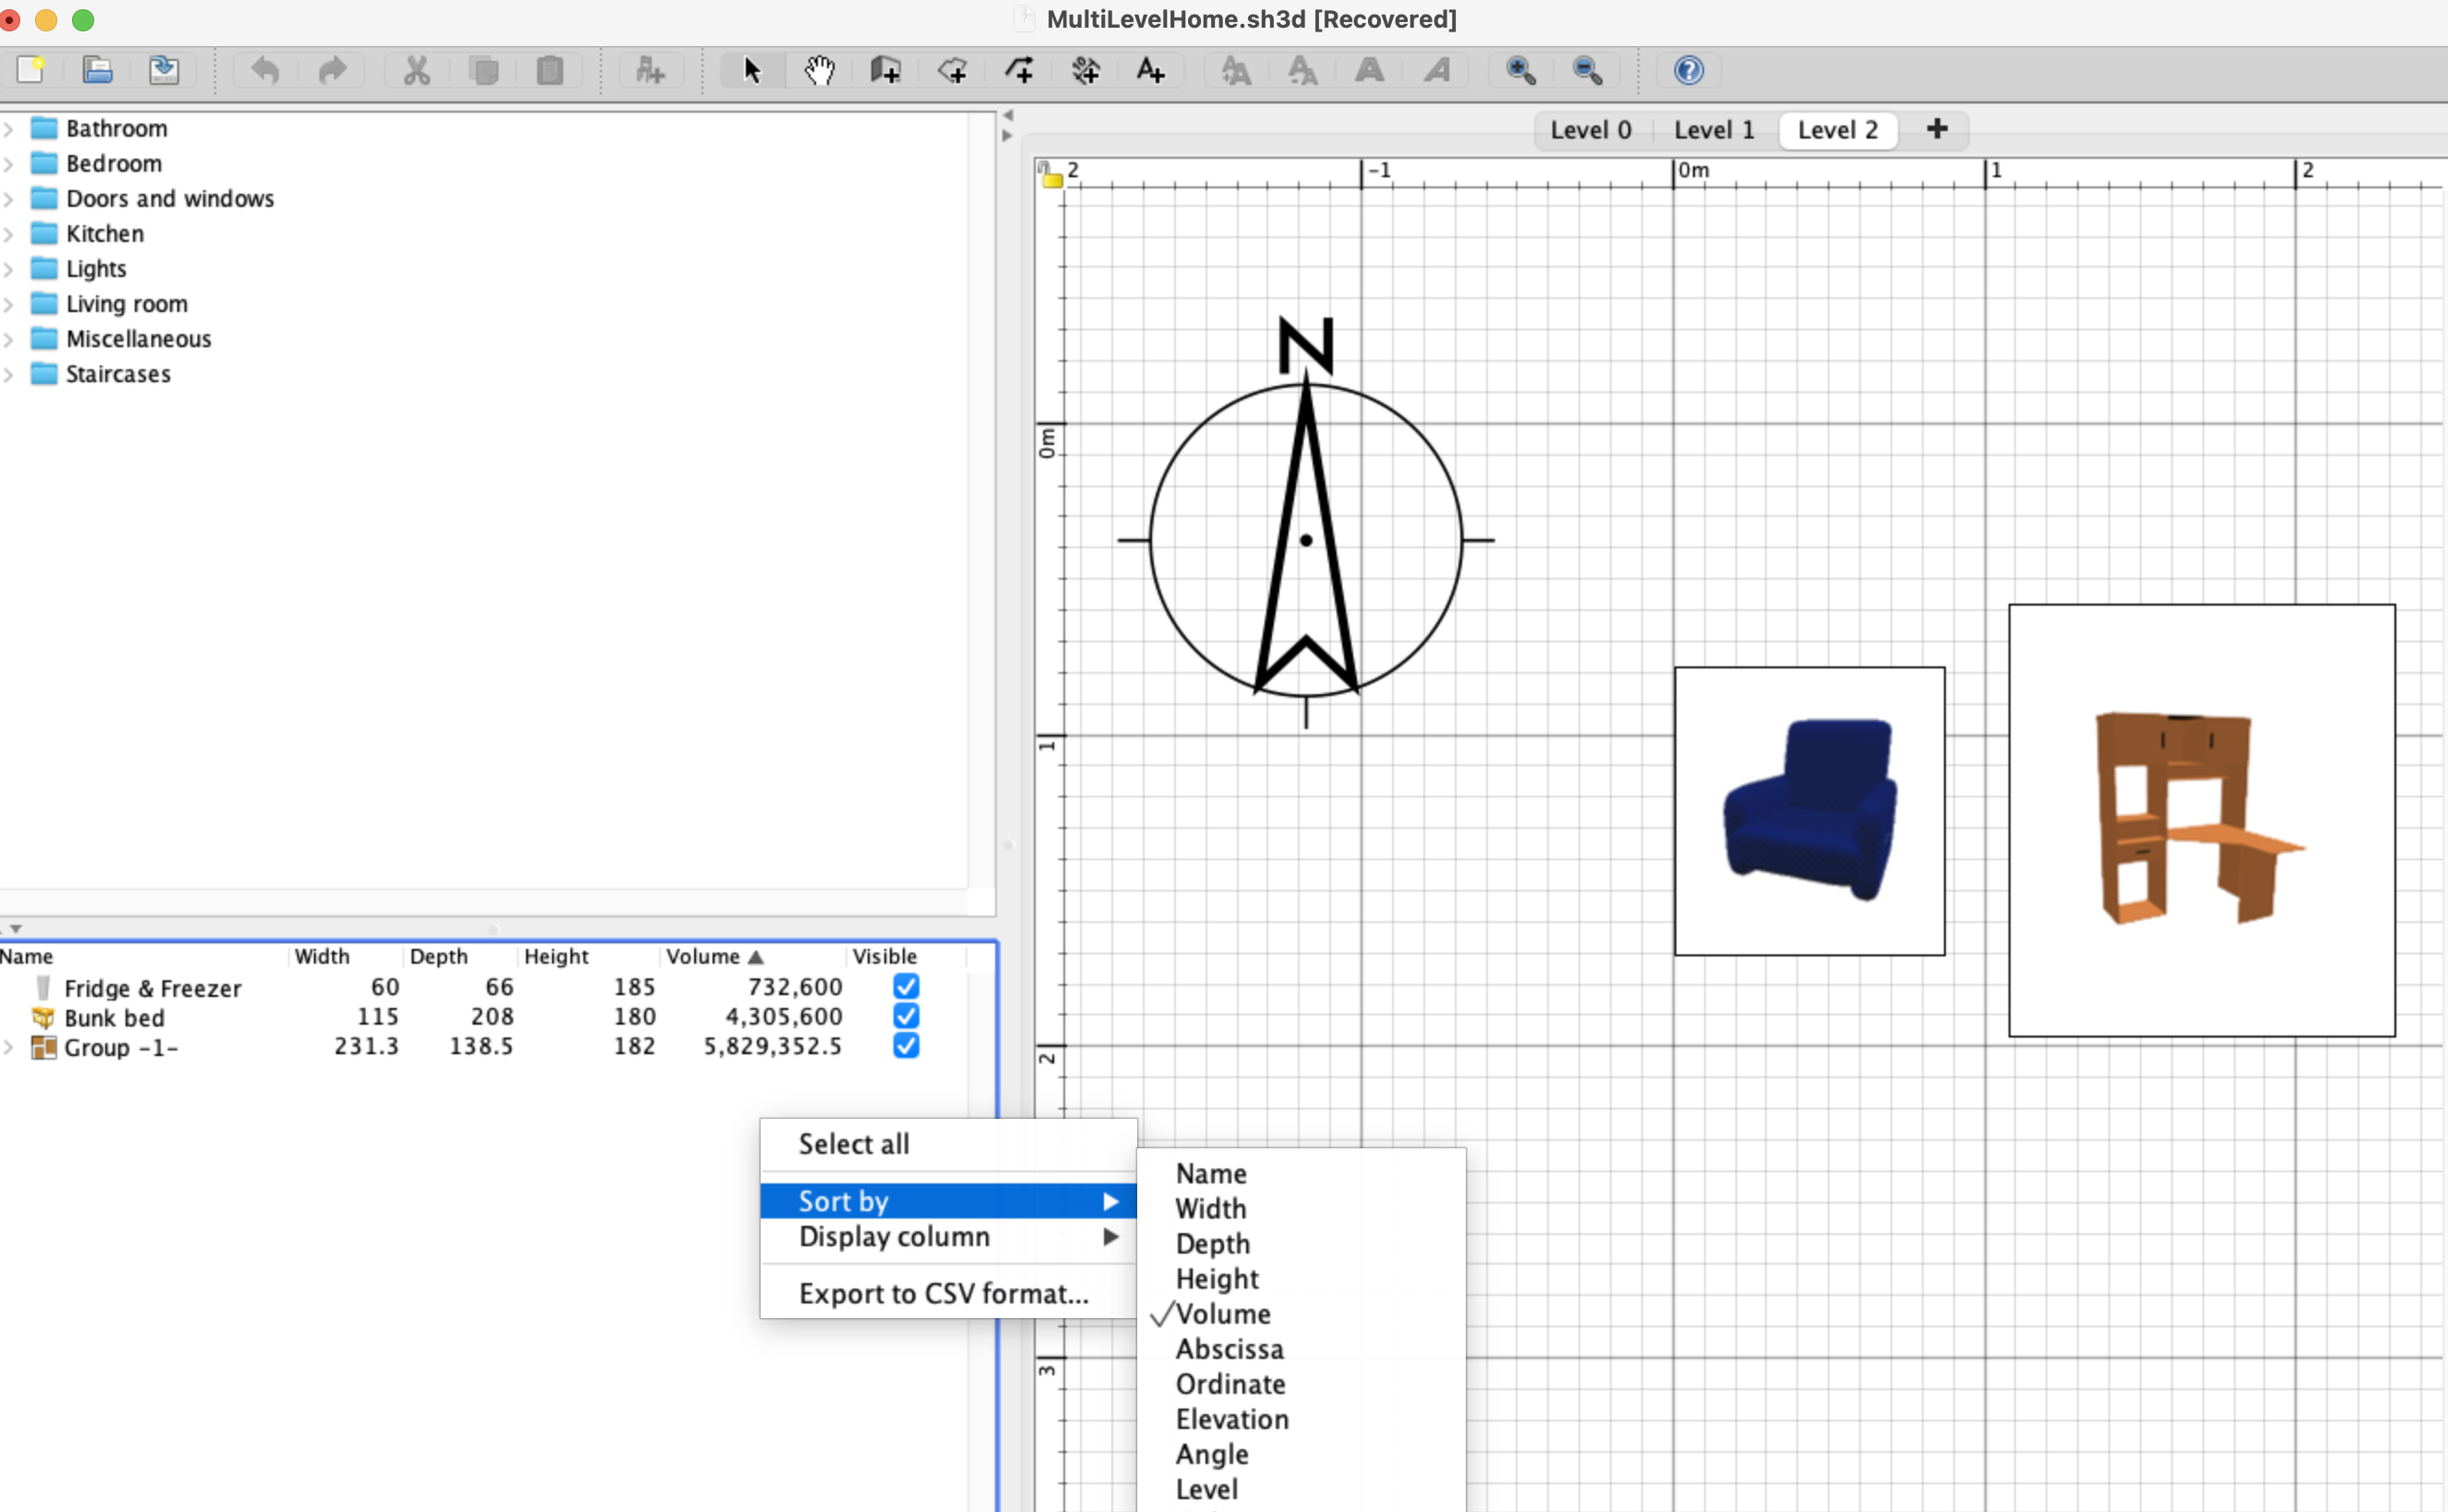 MultiLevelHome.sh3d [Recovered]
Bathroom
Bedroom
Doors and windows
Kitchen
Lights
Living room
Miscellaneous
Staircases
Level 0 Level 1 Level 2 +
2 -1 0m 1 2
N
0m
1
2
3
Name Width Depth Height Volume Visible
Fridge & Freezer 60 66 185 732,600
Bunk bed 115 208 180 4,305,600
Group -1- 231.3 138.5 182 5,829,352.5
Select all
Sort by
Display column
Export to CSV format...
Name
Width
Depth
Height
Volume
Abscissa
Ordinate
Elevation
Angle
Level